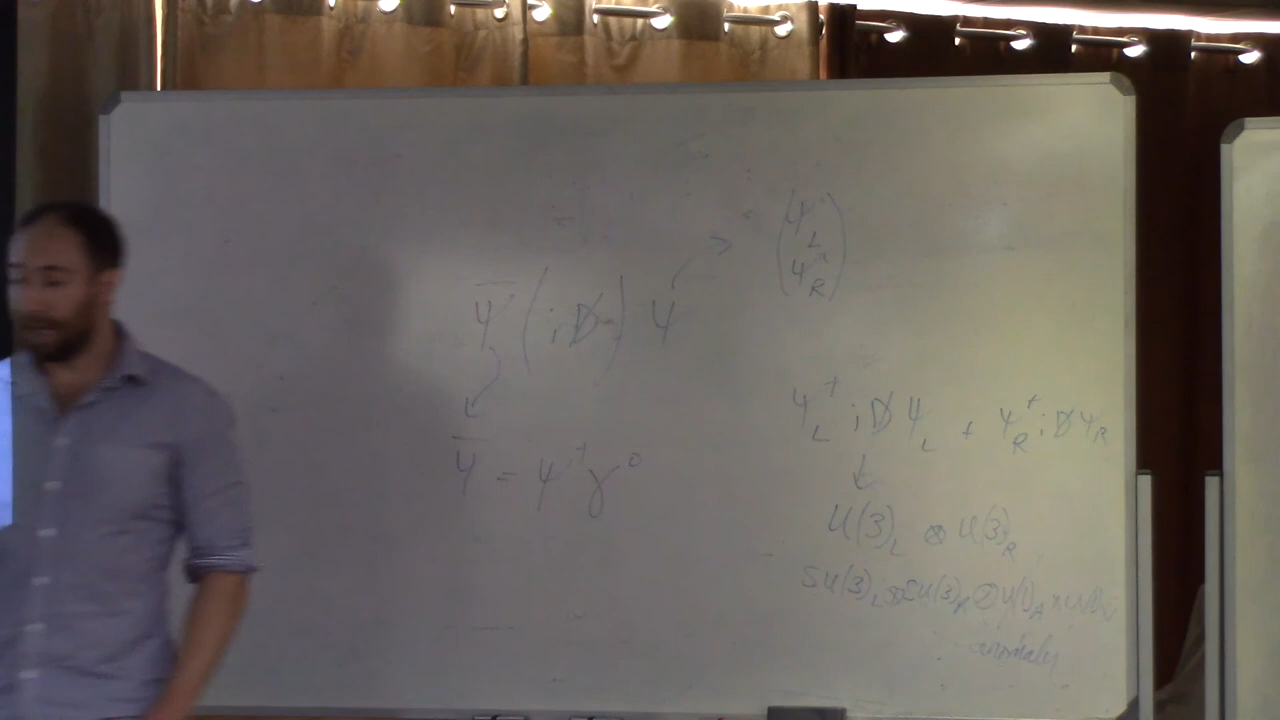 ψ̄ (i D̸) ψ →
(ψ_L
ψ_R)
ψ̄ = ψ^† γ^0
ψ_L^† i D̸ ψ_L + ψ_R^† i D̸ ψ_R
↓
U(3)_L ⊗ U(3)_R
SU(3)_L ⊗ SU(3)_R ⊗ U(1)_A ×
anomaly